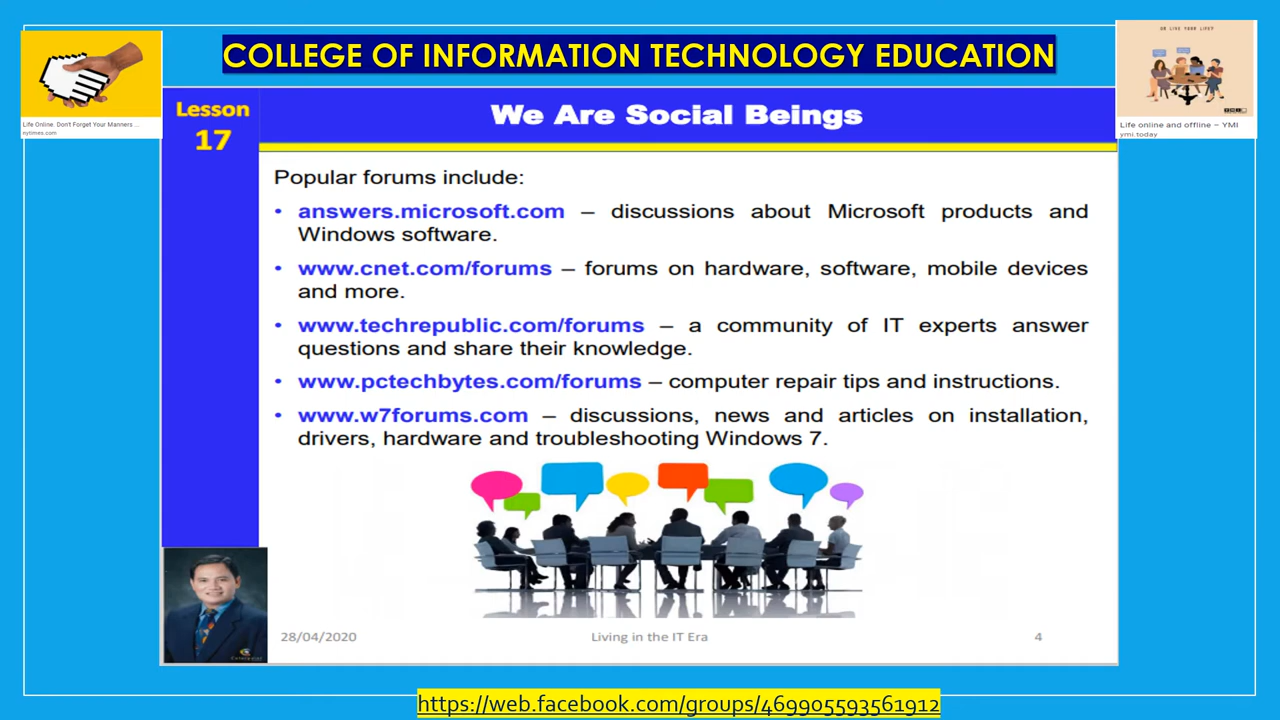 OR LIVE YOUR LIFE?
COLLEGE OF INFORMATION TECHNOLOGY EDUCATION
Life Online. Don't Forget Your Manners ...
nytimes.com
Life online and offline – YMI
ymi.today
Lesson
17
We Are Social Beings
Popular forums include:
• answers.microsoft.com – discussions about Microsoft products and
Windows software.
• www.cnet.com/forums – forums on hardware, software, mobile devices
and more.
• www.techrepublic.com/forums – a community of IT experts answer
questions and share their knowledge.
• www.pctechbytes.com/forums – computer repair tips and instructions.
• www.w7forums.com – discussions, news and articles on installation,
drivers, hardware and troubleshooting Windows 7.
28/04/2020
Living in the IT Era
4
https://web.facebook.com/groups/469905593561912